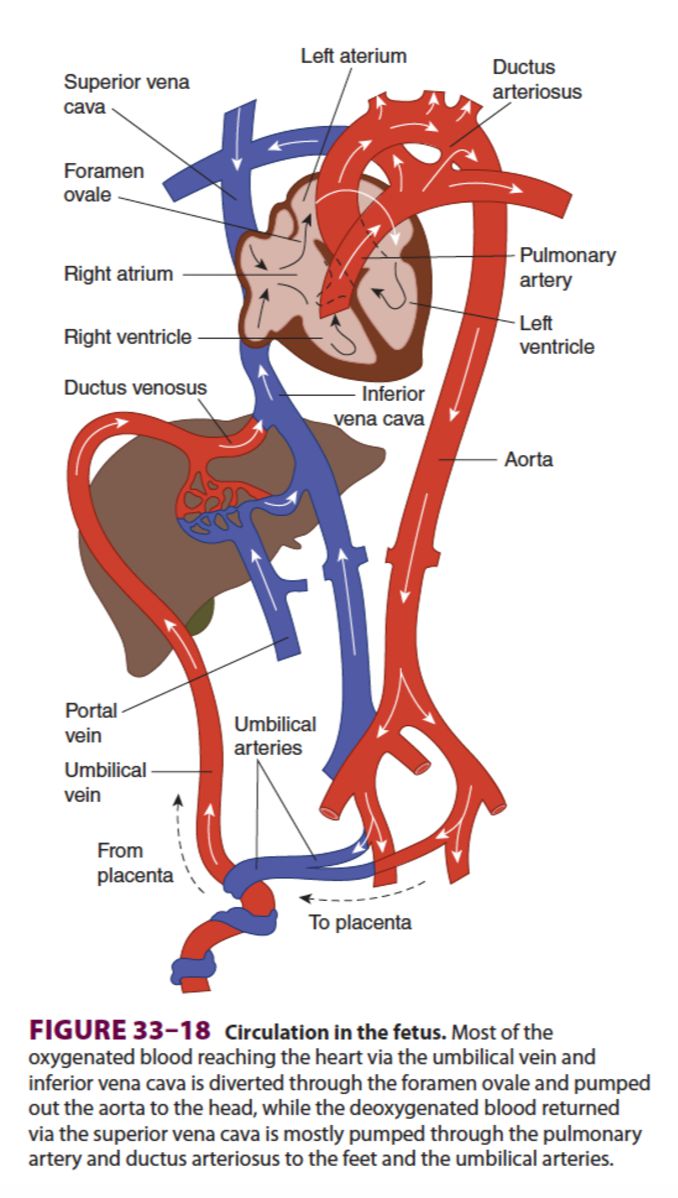 Left aterium
Superior vena
cava
Ductus
arteriosus
Foramen
ovale
Right atrium
Pulmonary
artery
Right ventricle
Left
ventricle
Ductus venosus
Inferior
vena cava
Aorta
Portal
vein
Umbilical
arteries
Umbilical
vein
From
placenta
To placenta
FIGURE 33–18 Circulation in the fetus. Most of the
oxygenated blood reaching the heart via the umbilical vein and
inferior vena cava is diverted through the foramen ovale and pumped
out the aorta to the head, while the deoxygenated blood returned
via the superior vena cava is mostly pumped through the pulmonary
artery and ductus arteriosus to the feet and the umbilical arteries.